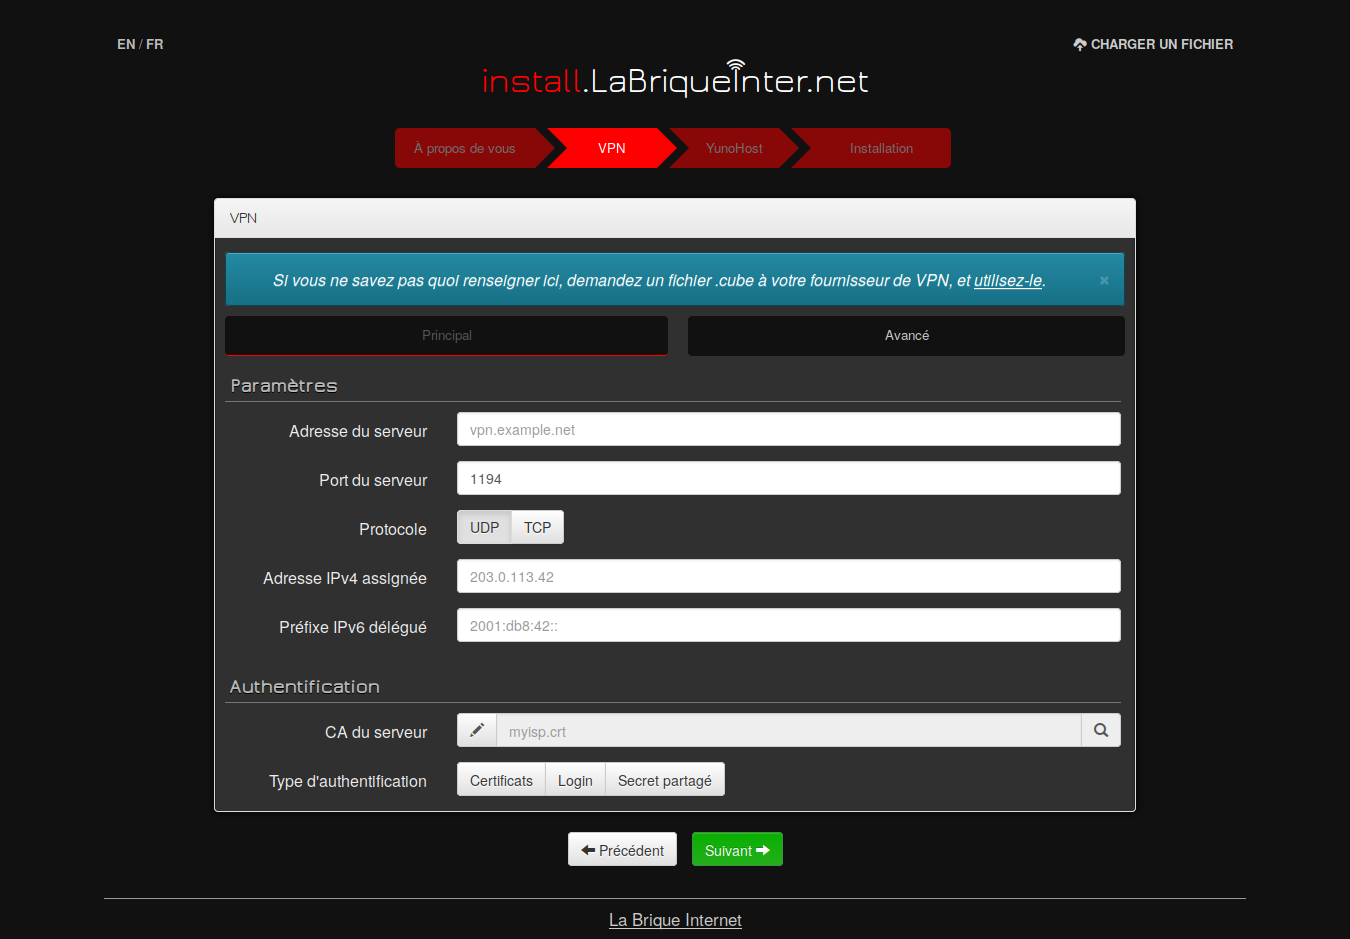 EN / FR
CHARGER UN FICHIER
install.LaBriqueInter.net
À propos de vous
VPN
YunoHost
Installation
VPN
Si vous ne savez pas quoi renseigner ici, demandez un fichier .cube à votre fournisseur de VPN, et utilisez-le.
×
Principal
Avancé
Paramètres
Adresse du serveur
vpn.example.net
Port du serveur
1194
Protocole
UDP
TCP
Adresse IPv4 assignée
203.0.113.42
Préfixe IPv6 délégué
2001:db8:42::
Authentification
CA du serveur
myisp.crt
Type d'authentification
Certificats
Login
Secret partagé
Précédent
Suivant
La Brique Internet